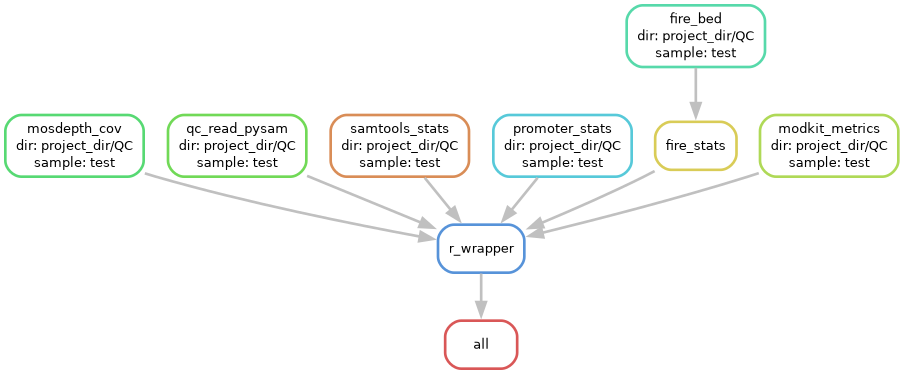 fire_bed
dir: project_dir/QC
sample: test
mosdepth_cov
dir: project_dir/QC
sample: test
qc_read_pysam
dir: project_dir/QC
sample: test
samtools_stats
dir: project_dir/QC
sample: test
promoter_stats
dir: project_dir/QC
sample: test
fire_stats
modkit_metrics
dir: project_dir/QC
sample: test
r_wrapper
all